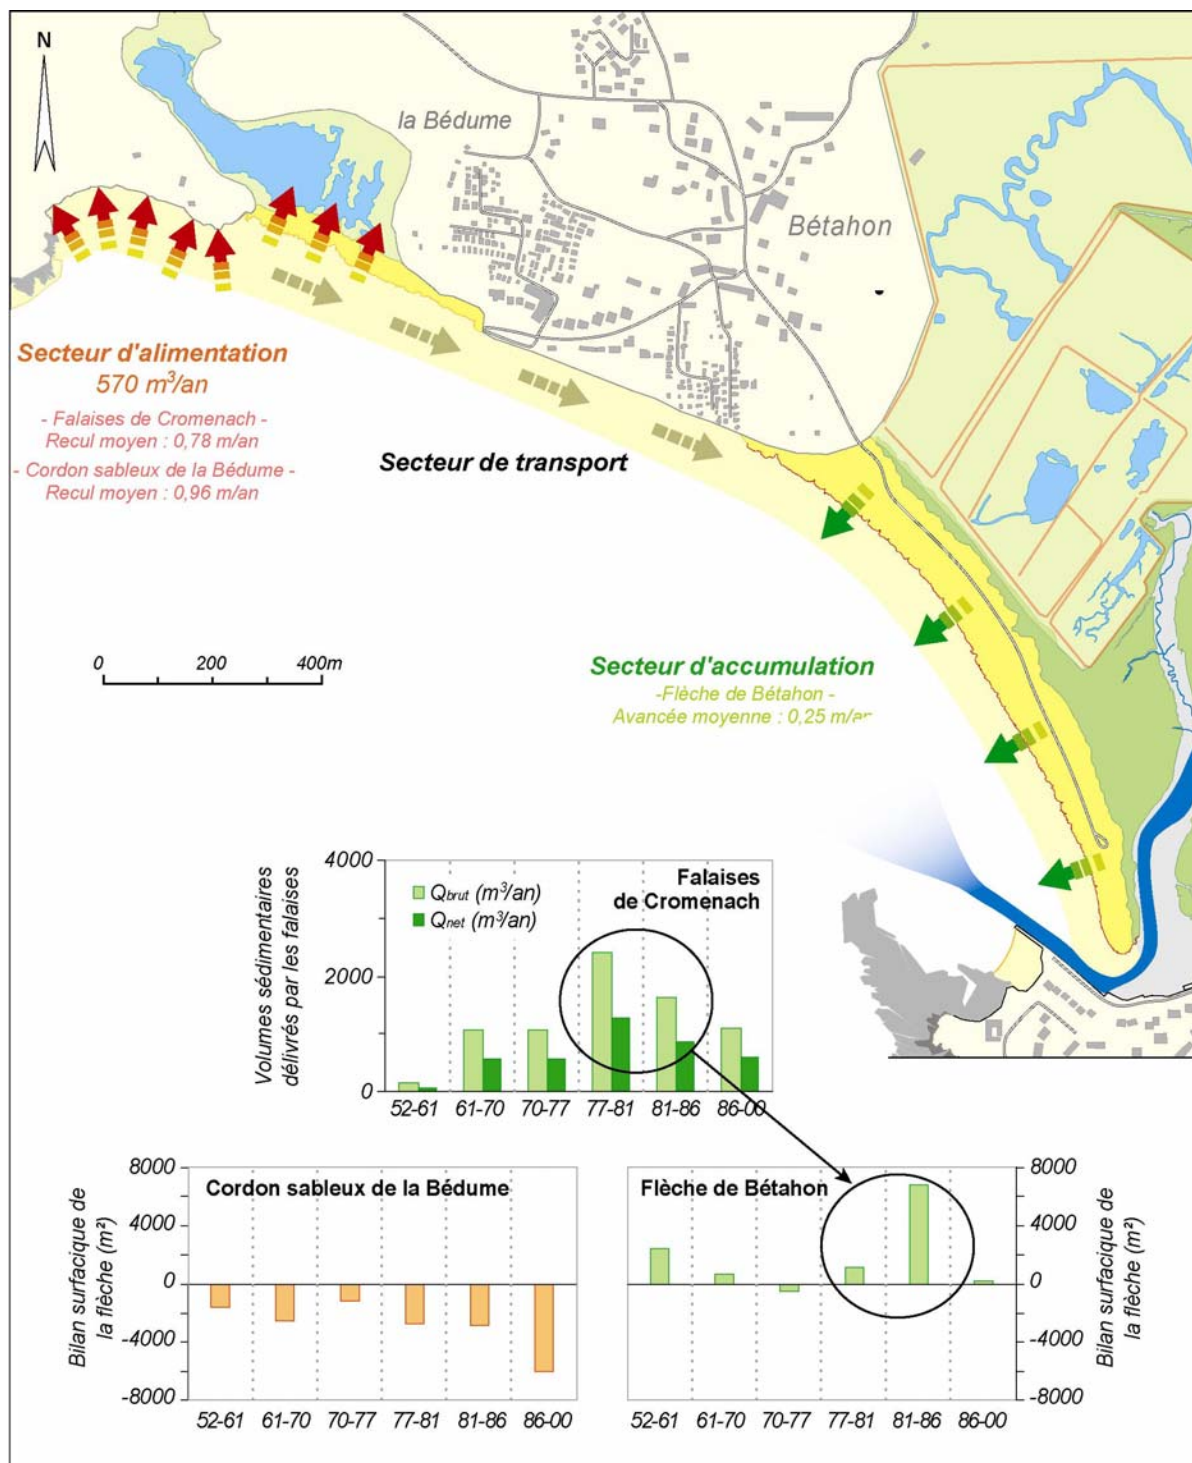 N
la Bédume
Bétahon
Secteur d'alimentation
570 m³/an
- Falaises de Cromenach -
Recul moyen : 0,78 m/an
- Cordon sableux de la Bédume -
Recul moyen : 0,96 m/an
Secteur de transport
0 200 400m
Secteur d'accumulation
-Flèche de Bétahon -
Avancée moyenne : 0,25 m/an
Volumes sédimentaires
délivrés par les falaises
4000
2000
0
Qbrut (m³/an)
Qnet (m³/an)
Falaises
de Cromenach
52-61 61-70 70-77 77-81 81-86 86-00
Bilan surfacique de
la flèche (m²)
8000
4000
0
-4000
-8000
Cordon sableux de la Bédume
52-61 61-70 70-77 77-81 81-86 86-00
Flèche de Bétahon
8000
4000
0
-4000
-8000
Bilan surfacique de
la flèche (m²)
52-61 61-70 70-77 77-81 81-86 86-00